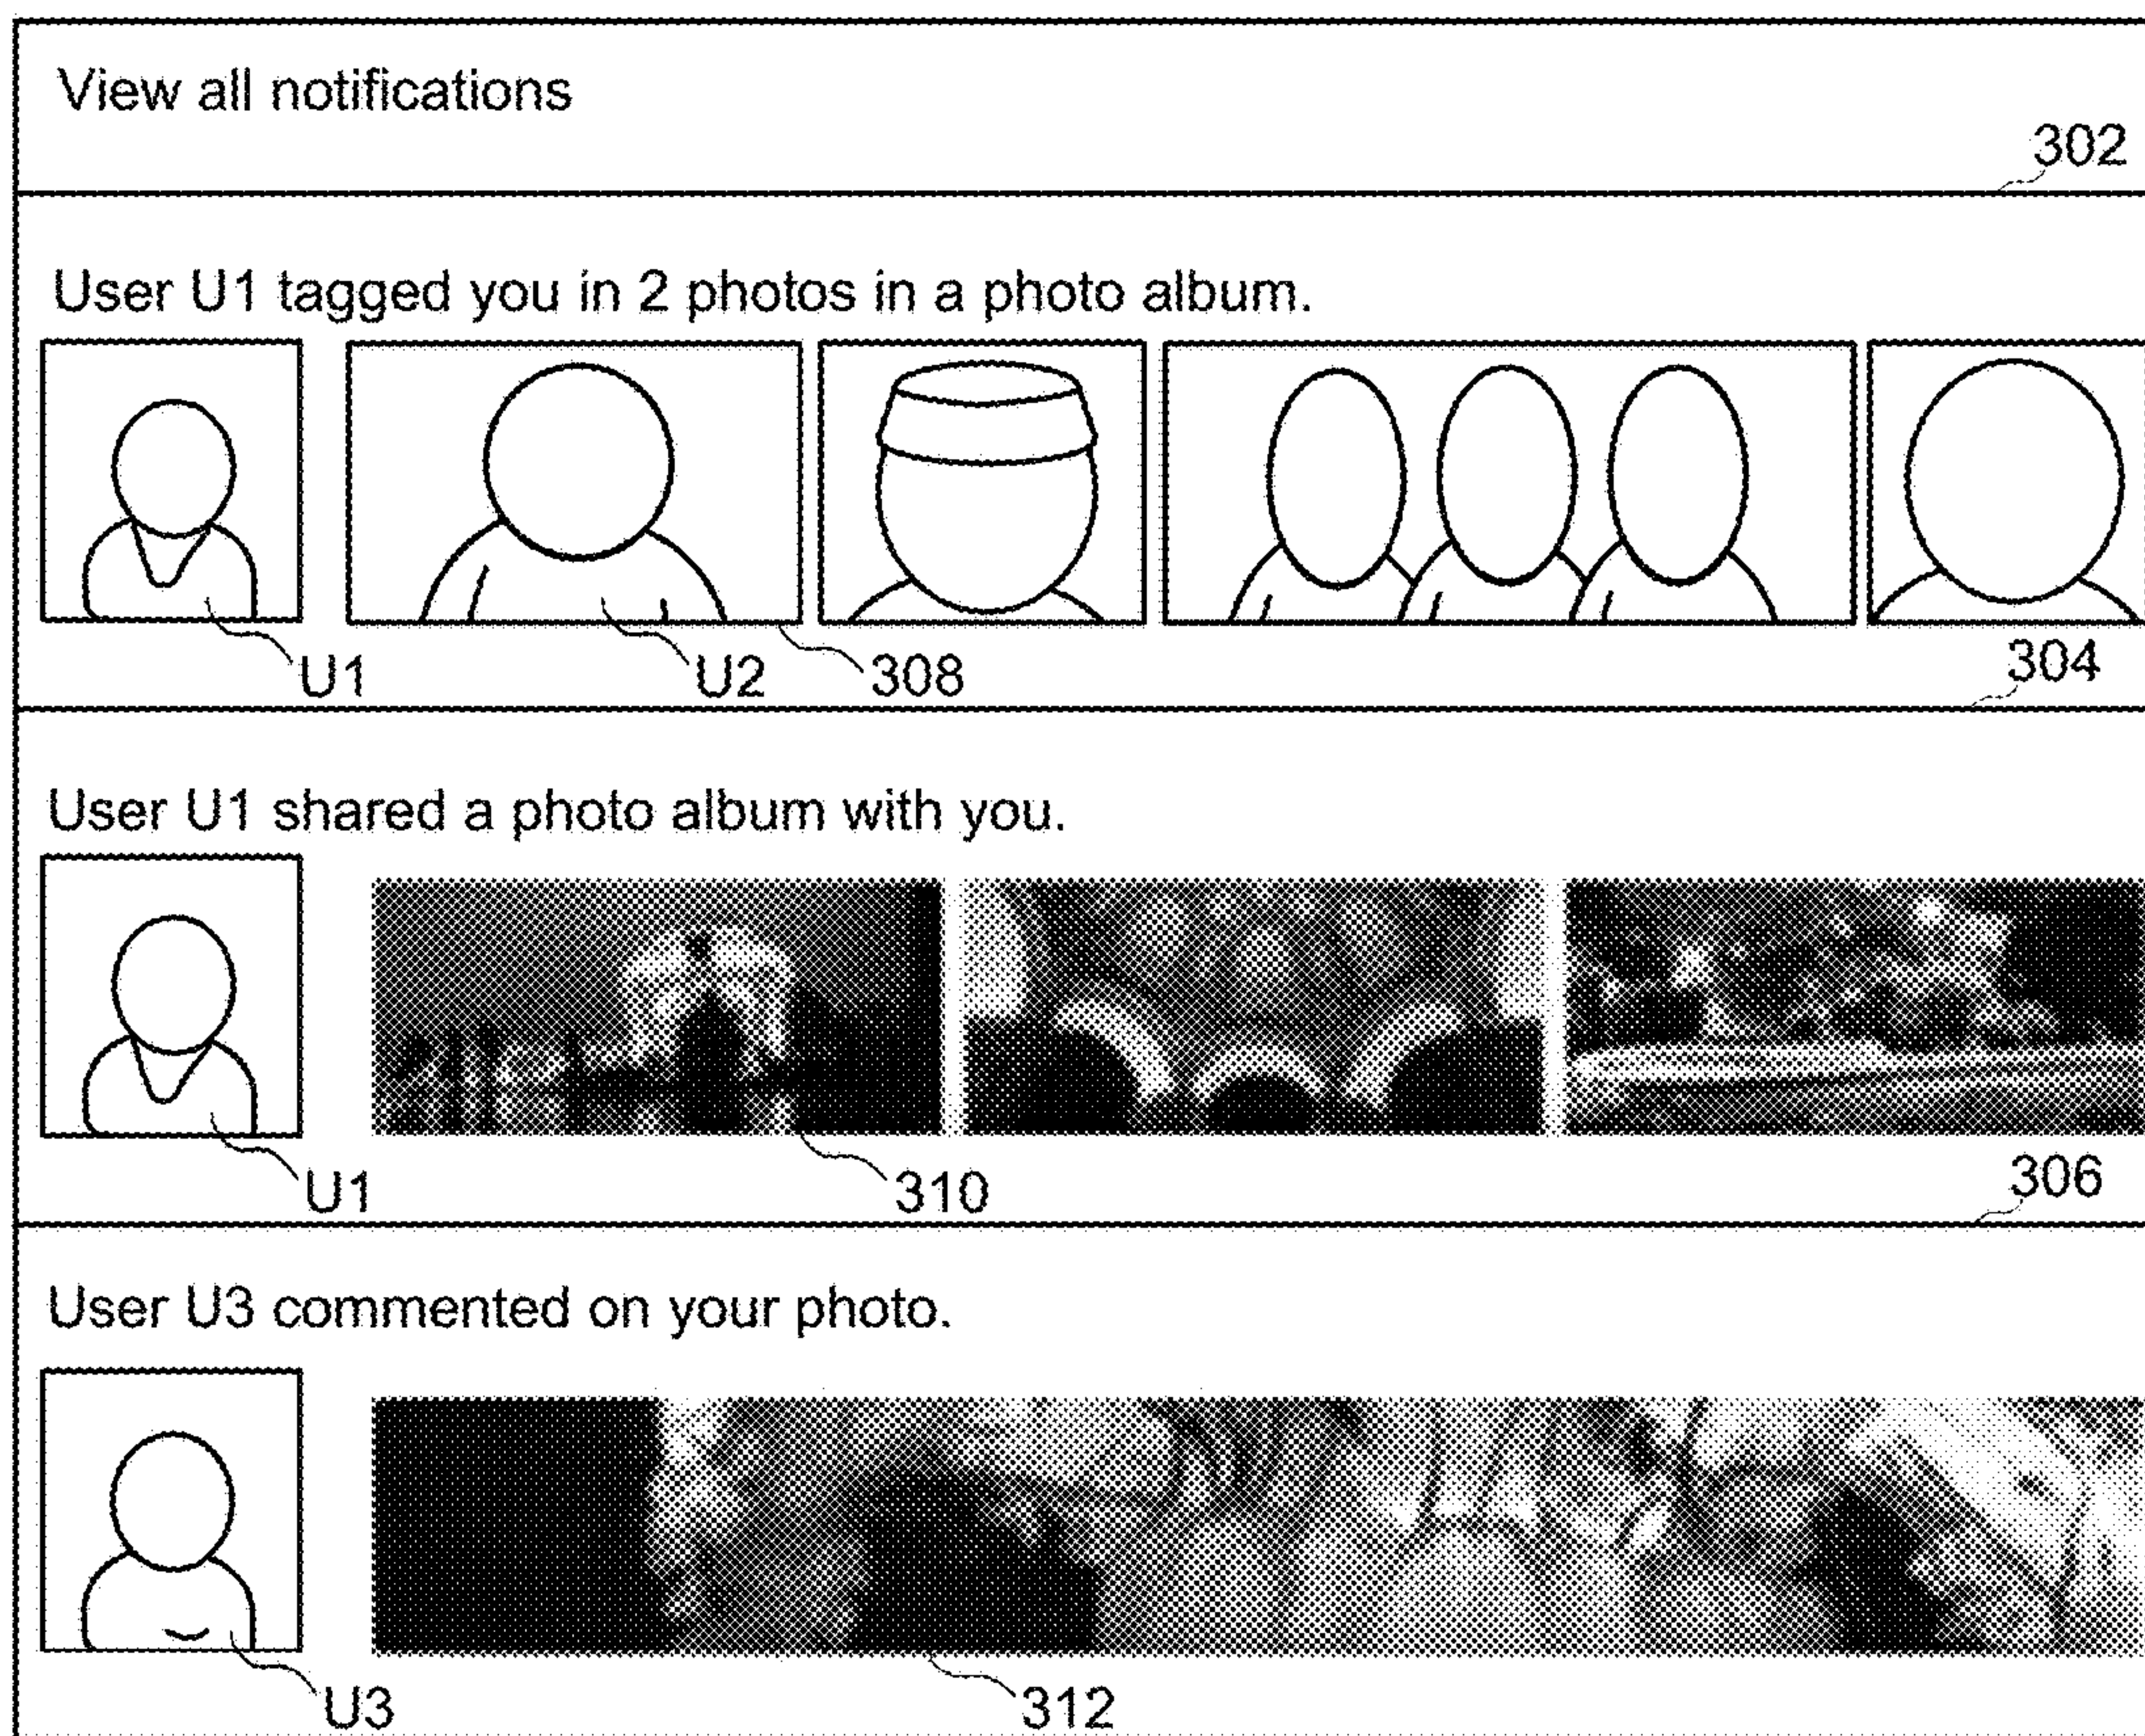 View all notifications
302
User U1 tagged you in 2 photos in a photo album.
U1 U2 308 304
User U1 shared a photo album with you.
U1 310 306
User U3 commented on your photo.
U3 312